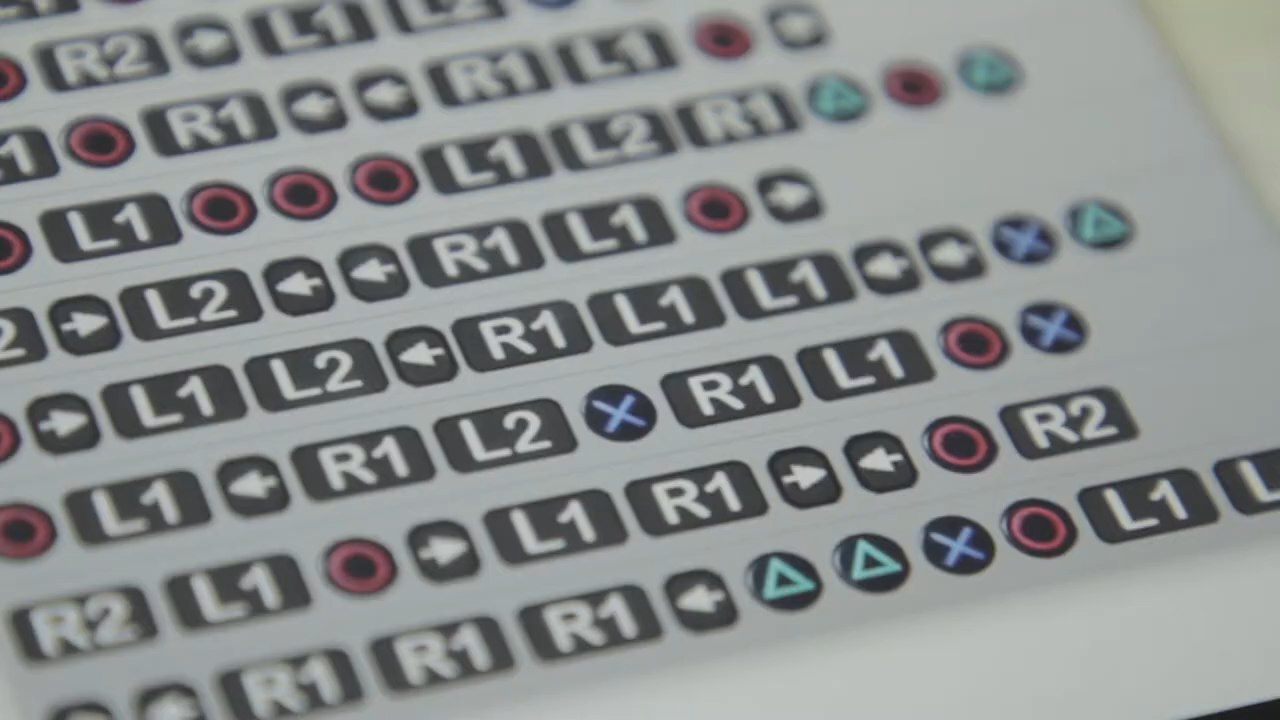 R2 L1 L2
R1 R1 L1
L1 L1 L2 R1
L2 R1 L1
L1 L2 R1 L1 L1
L1 R1 L2 R1 L1
R2 L1 L1 R1 R2
R1 R1 R1 L1